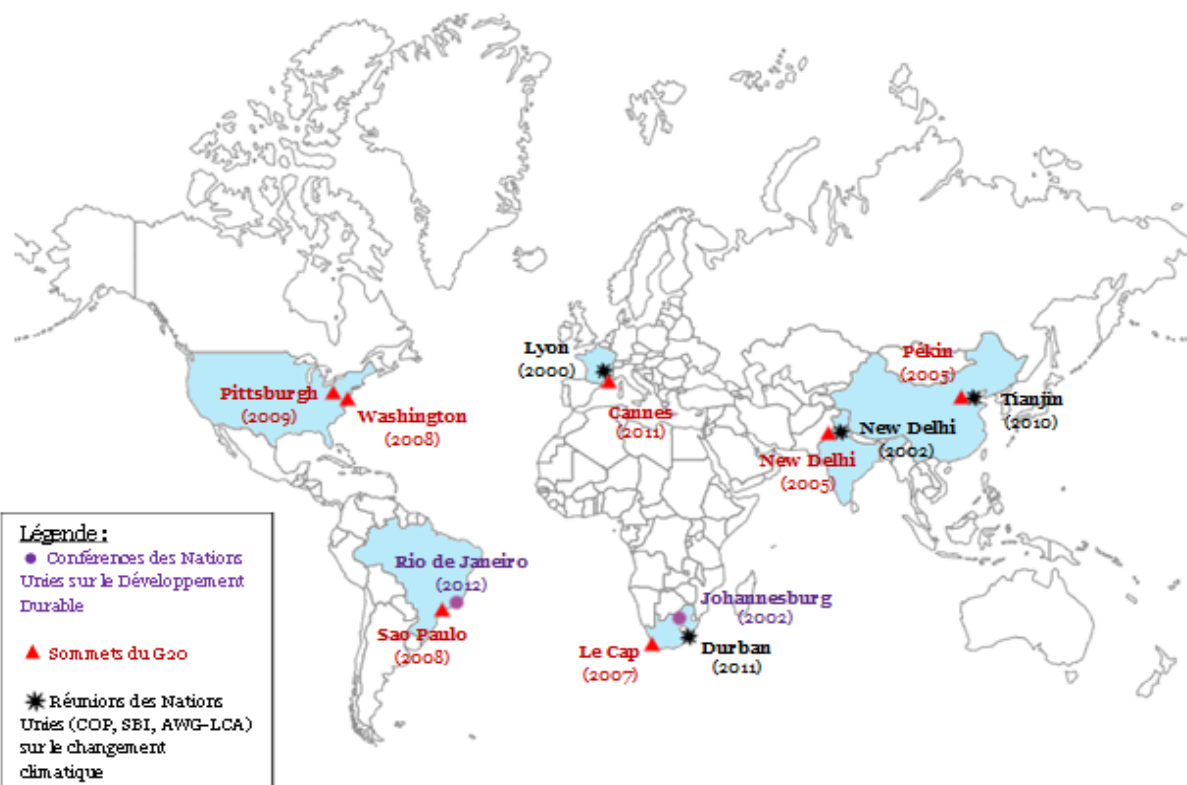 Lyon
(2000)
Pékin
(2005)
Pittsburgh
(2009)
Washington
(2008)
Cannes
(2011)
Tianjin
(2010)
New Delhi
(2002)
New Delhi
(2005)
Légende :
Conférences des Nations
Unies sur le Développement
Durable
Sommets du G20
Réunions des Nations
Unies (COP, SBI, AWG-LCA)
sur le changement
climatique
Rio de Janeiro
(2012)
Sao Paulo
(2008)
Johannesburg
(2002)
Le Cap
(2007)
Durban
(2011)